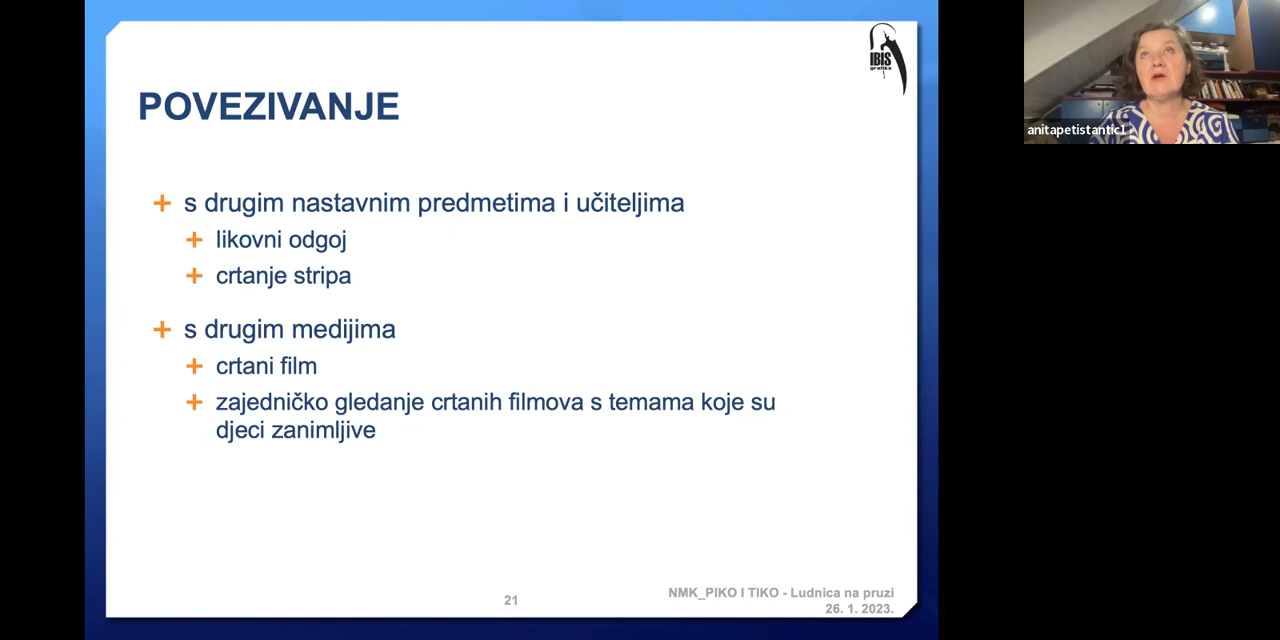 IBIS
grafika
POVEZIVANJE
anitapetistantic1
s drugim nastavnim predmetima i učiteljima
likovni odgoj
crtanje stripa
s drugim medijima
crtani film
zajedničko gledanje crtanih filmova s temama koje su
djeci zanimljive
21
NMK_PIKO I TIKO - Ludnica na pruzi
26. 1. 2023.